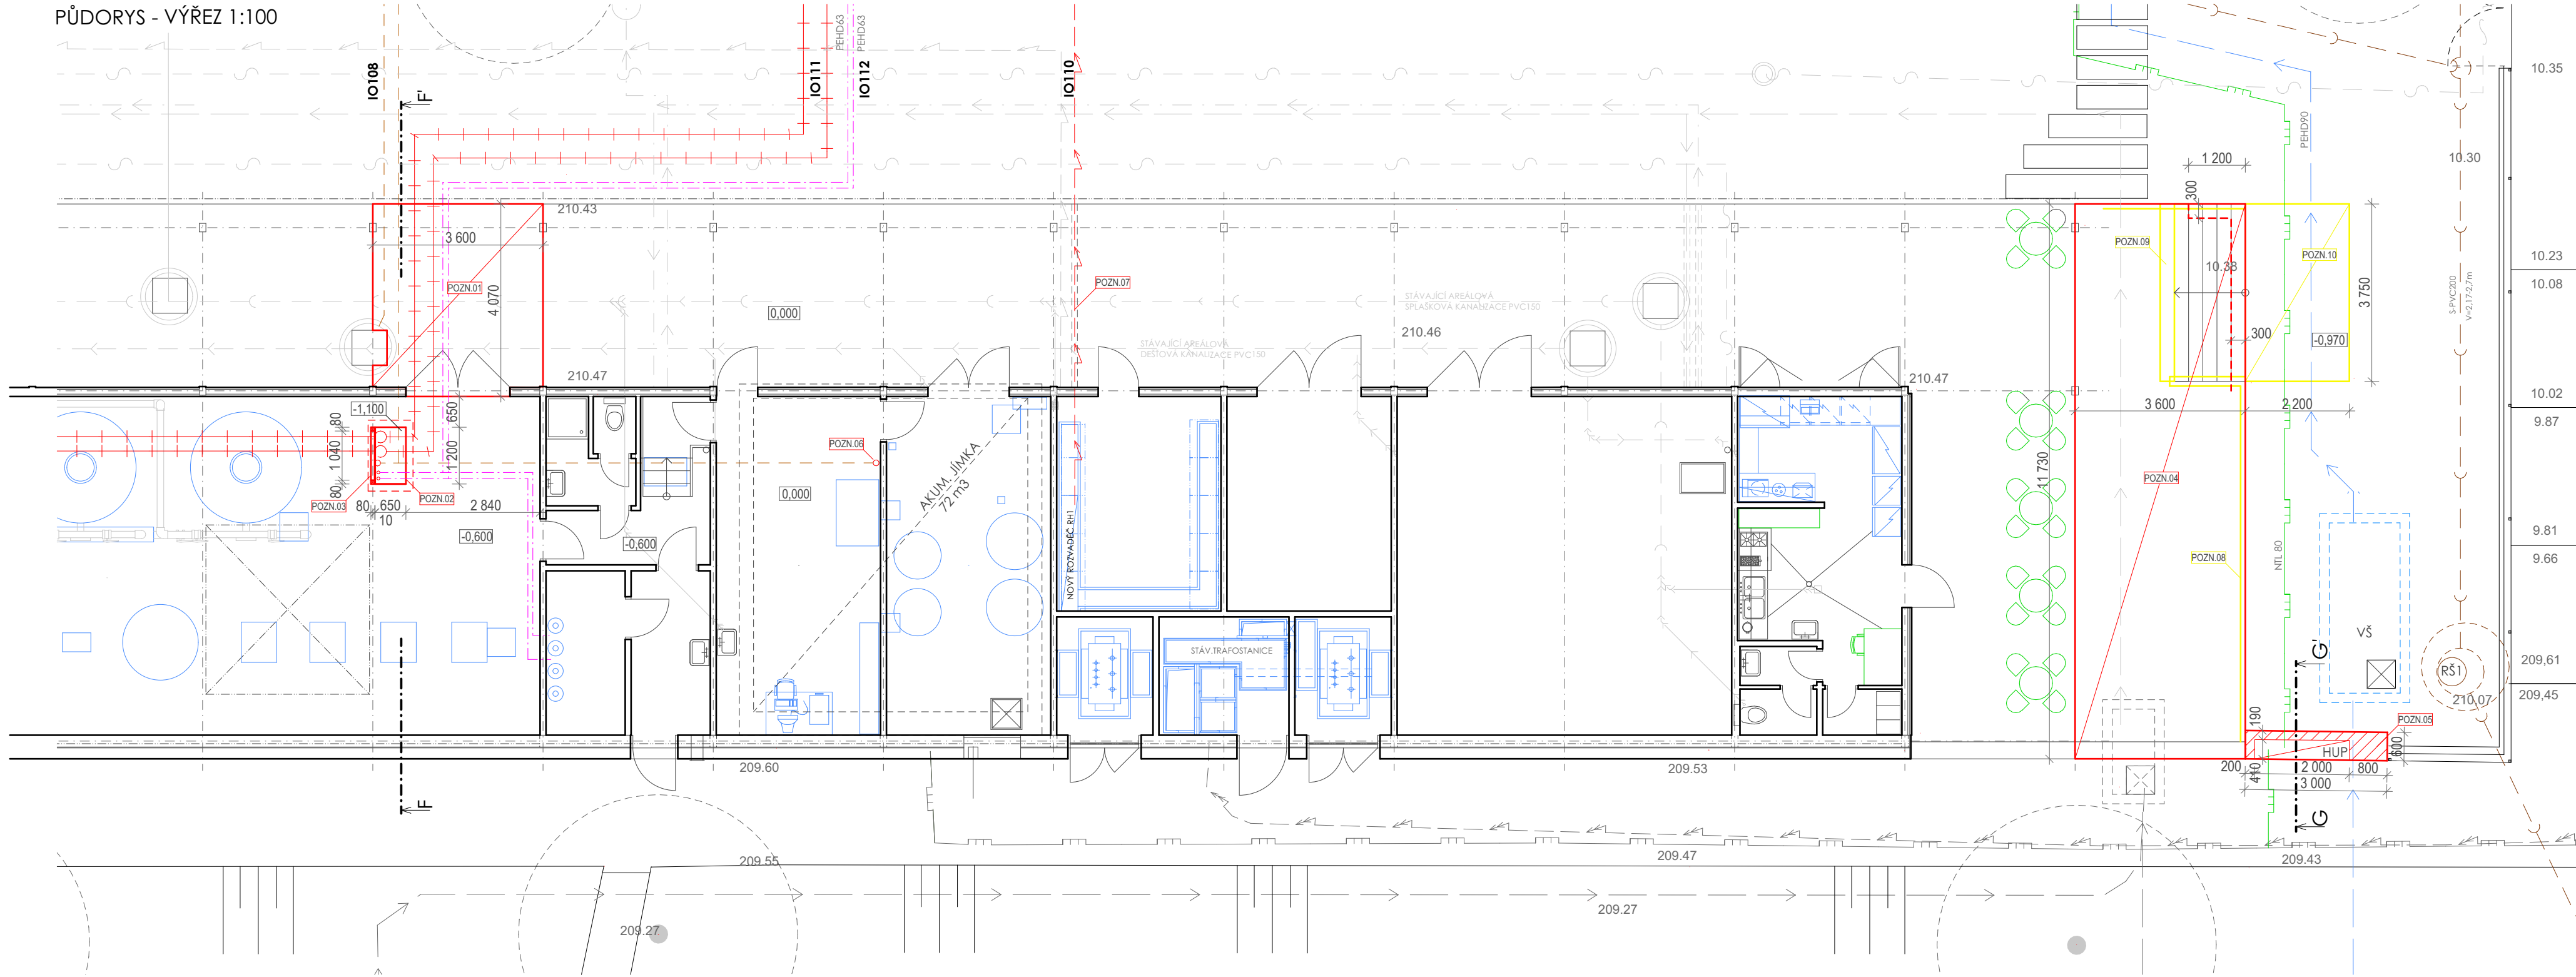 PŮDORYS - VÝŘEZ 1:100
IO108
F'
IO111
PEHD63
PEHD63
IO112
IO110
10.35
PEHD90
10.30
1 200
300
210.43
3 600
POZN.01
4 070
0,000
POZN.07
STÁVAJÍCÍ AREÁLOVÁ
SPLAŠKOVÁ KANALIZACE PVC150
210.46
STÁVAJÍCÍ AREÁLOVÁ
DEŠŤOVÁ KANALIZACE PVC150
POZN.09
10.38
POZN.10
3 750
S-PVC200
V=2,17-2,7m
10.23
10.08
300
-0,970
210.47
210.47
10.02
9.87
3 600
2 200
-1,100
650
80
1 040
80
1 200
POZN.03
POZN.02
80
650
10
2 840
-0,600
-0,600
POZN.06
0,000
AKUM. JÍMKA
72 m3
NOVÝ ROZVADĚČ RH1
STÁV.TRAFOSTANICE
11 730
POZN.04
POZN.08
NTL 80
9.81
9.66
VŠ
RŠ1
209,61
209,45
210.07
G'
190
POZN.05
HUP
600
200
410
2 000
800
3 000
G
F
209.60
209.53
209.55
209.47
209.43
209.27
209.27